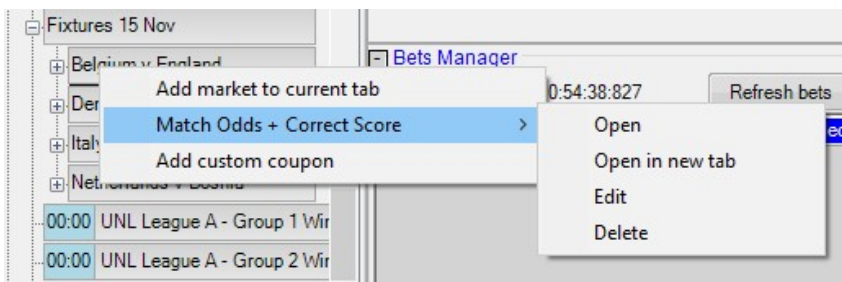 Fixtures 15 Nov
Belgium v England
Bets Manager
Add market to current tab
0:54:38:827
Refresh bets
Match Odds + Correct Score
Open
Add custom coupon
Open in new tab
Edit
Delete
00:00 UNL League A - Group 1 Wir
00:00 UNL League A - Group 2 Wir